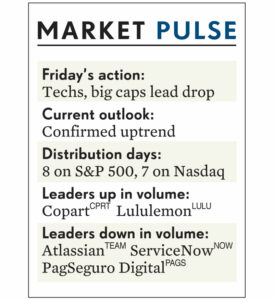 MARKET PULSE
Friday's action:
Techs, big caps lead drop
Current outlook:
Confirmed uptrend
Distribution days:
8 on S&P 500, 7 on Nasdaq
Leaders up in volume:
Copart CPRT Lululemon LULU
Leaders down in volume:
Atlassian TEAM ServiceNow NOW
PagSeguro Digital PAGS